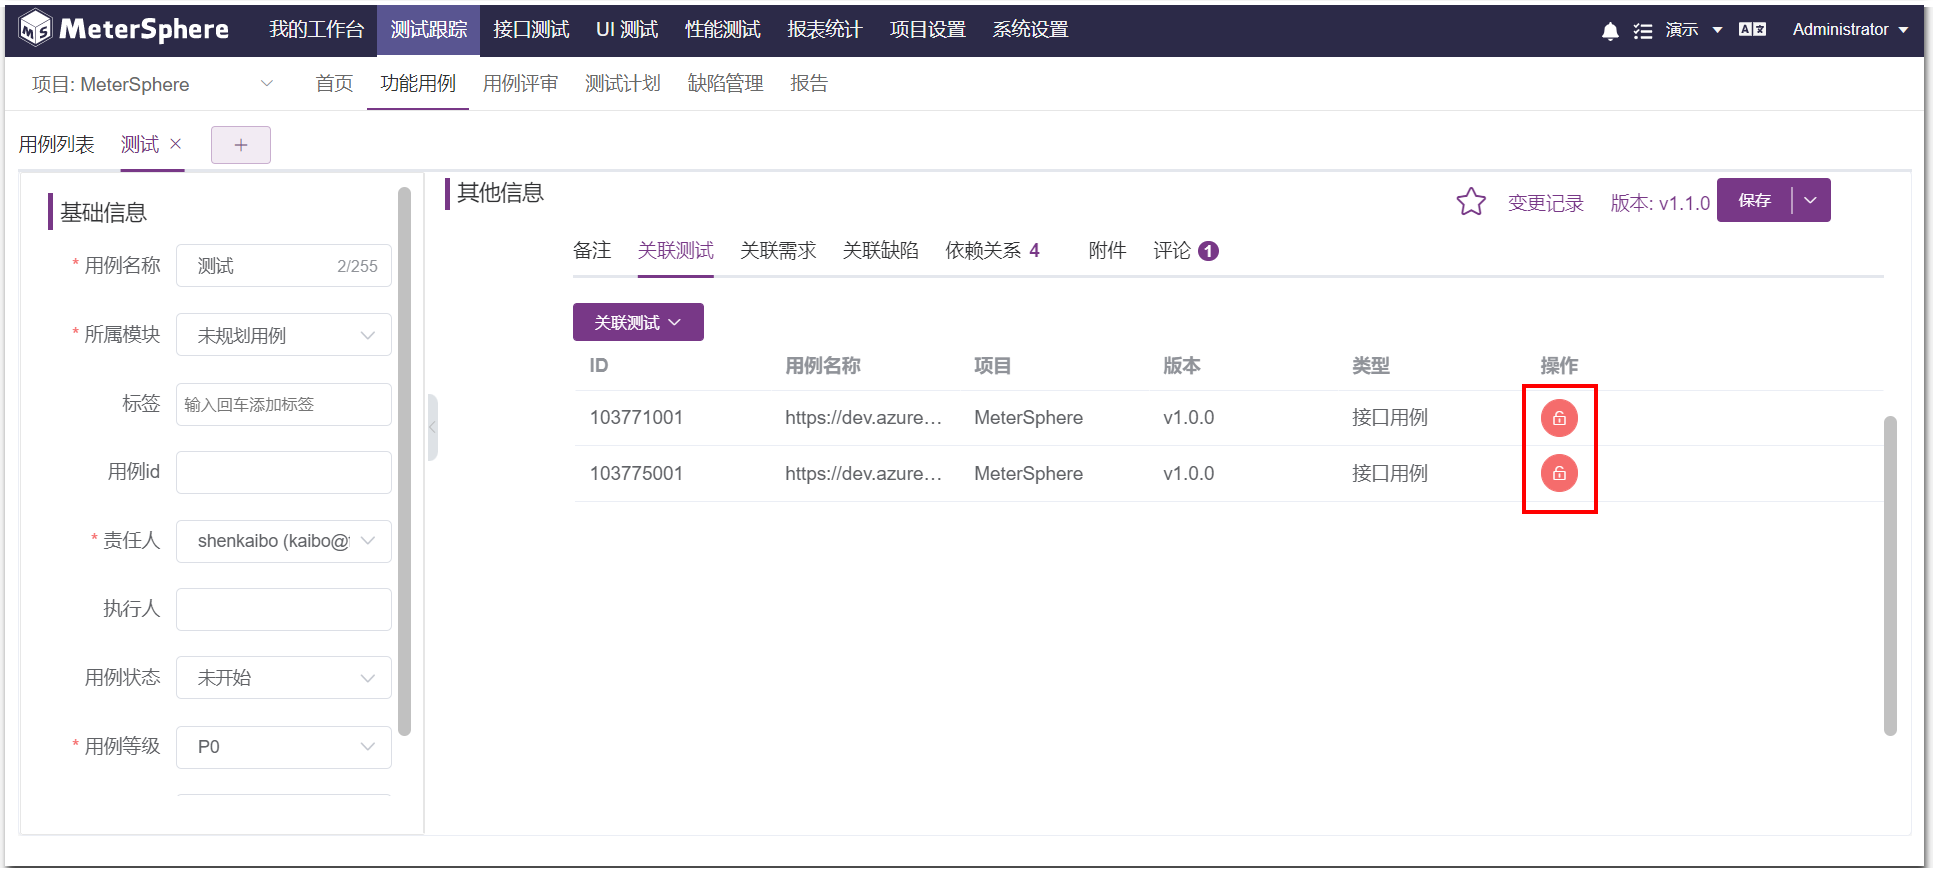 MeterSphere 我的工作台 测试跟踪 接口测试 UI 测试 性能测试 报表统计 项目设置 系统设置 演示 Administrator
项目: MeterSphere 首页 功能用例 用例评审 测试计划 缺陷管理 报告
用例列表 测试 × +
基础信息
* 用例名称 测试 2/255
* 所属模块 未规划用例
标签 输入回车添加标签
用例id
* 责任人 shenkaibo (kaibo@
执行人
用例状态 未开始
* 用例等级 P0
其他信息
变更记录 版本: v1.1.0 保存
备注 关联测试 关联需求 关联缺陷 依赖关系 4 附件 评论 1
关联测试
ID 用例名称 项目 版本 类型 操作
103771001 https://dev.azure... MeterSphere v1.0.0 接口用例
103775001 https://dev.azure... MeterSphere v1.0.0 接口用例